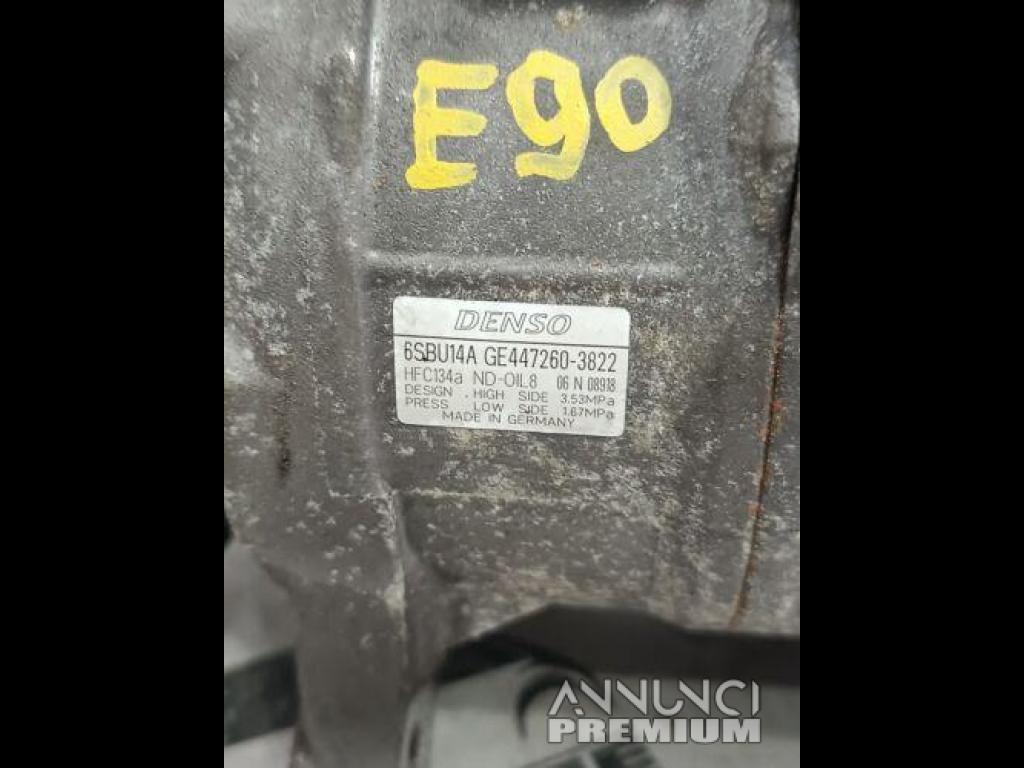 E90
DENSO
6SBU14A GE447260-3822
HFC134a ND-OIL8 06 N 08918
DESIGN HIGH SIDE 3.53MPa
PRESS. LOW SIDE 1.67MPa
MADE IN GERMANY
ANNUNCI
PREMIUM